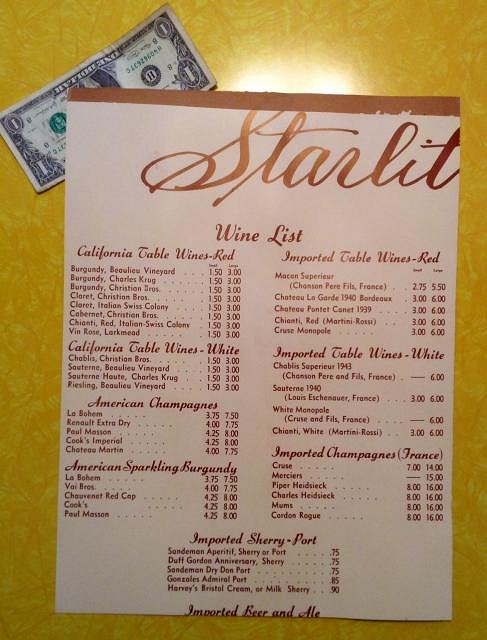 Starlit
Wine List
California Table Wines-Red
Small Large
Burgundy, Beaulieu Vineyard . . . 1.50 3.00
Burgundy, Charles Krug . . . . 1.50 3.00
Burgundy, Christian Bros. . . . . 1.50 3.00
Claret, Christian Bros. . . . . . 1.50 3.00
Claret, Italian Swiss Colony . . . . 1.50 3.00
Cabernet, Christian Bros. . . . . 1.50 3.00
Chianti, Red, Italian-Swiss Colony . 1.50 3.00
Vin Rose, Larkmead . . . . . 1.50 3.00
California Table Wines-White
Chablis, Christian Bros. . . . . 1.50 3.00
Sauterne, Beaulieu Vineyard . . . 1.50 3.00
Sauterne Haute, Charles Krug . . . 1.50 3.00
Riesling, Beaulieu Vineyard . . . . 1.50 3.00
American Champagnes
La Bohem . . . . . . 3.75 7.50
Renault Extra Dry . . . . . 4.00 7.75
Paul Masson . . . . . . 4.25 8.00
Cook's Imperial . . . . . 4.25 8.00
Chateau Martin . . . . . 4.00 7.75
American Sparkling Burgundy
La Bohem . . . . . . 3.75 7.50
Vai Bros. . . . . . . 4.00 7.75
Chauvenet Red Cap . . . . 4.25 8.00
Cook's . . . . . . . 4.25 8.00
Paul Masson . . . . . . 4.25 8.00
Imported Table Wines-Red
Small Large
Macon Superieur
(Chanson Pere Fils, France) . . . 2.75 5.50
Chateau La Garde 1940 Bordeaux . . . 3.00 6.00
Chateau Pontet Canet 1939 . . . . 3.00 6.00
Chianti, Red (Martini-Rossi) . . . . 3.00 6.00
Cruse Monopole . . . . . . 3.00 6.00
Imported Table Wines-White
Chablis Superieur 1943
(Chanson Pere and Fils, France) . . — 6.00
Sauterne 1940
(Louis Eschenauer, France) . . . . 3.00 6.00
White Monopole
(Cruse and Fils, France) . . . . — 6.00
Chianti, White (Martini-Rossi) . . . 3.00 6.00
Imported Champagnes (France)
Cruse . . . . . . 7.00 14.00
Merciers . . . . . — 15.00
Piper Heidsieck . . . . 8.00 16.00
Charles Heidsieck . . . . 8.00 16.00
Mums . . . . . . 8.00 16.00
Cordon Rogue . . . . 8.00 16.00
Imported Sherry-Port
Sandeman Aperitif, Sherry or Port . . . . .75
Duff Gordon Anniversary, Sherry . . . . .75
Sandeman Dry Don Port . . . . . . .75
Gonzales Admiral Port . . . . . . .85
Harvey's Bristol Cream, or Milk Sherry . . .90
Imported Beer and Ale